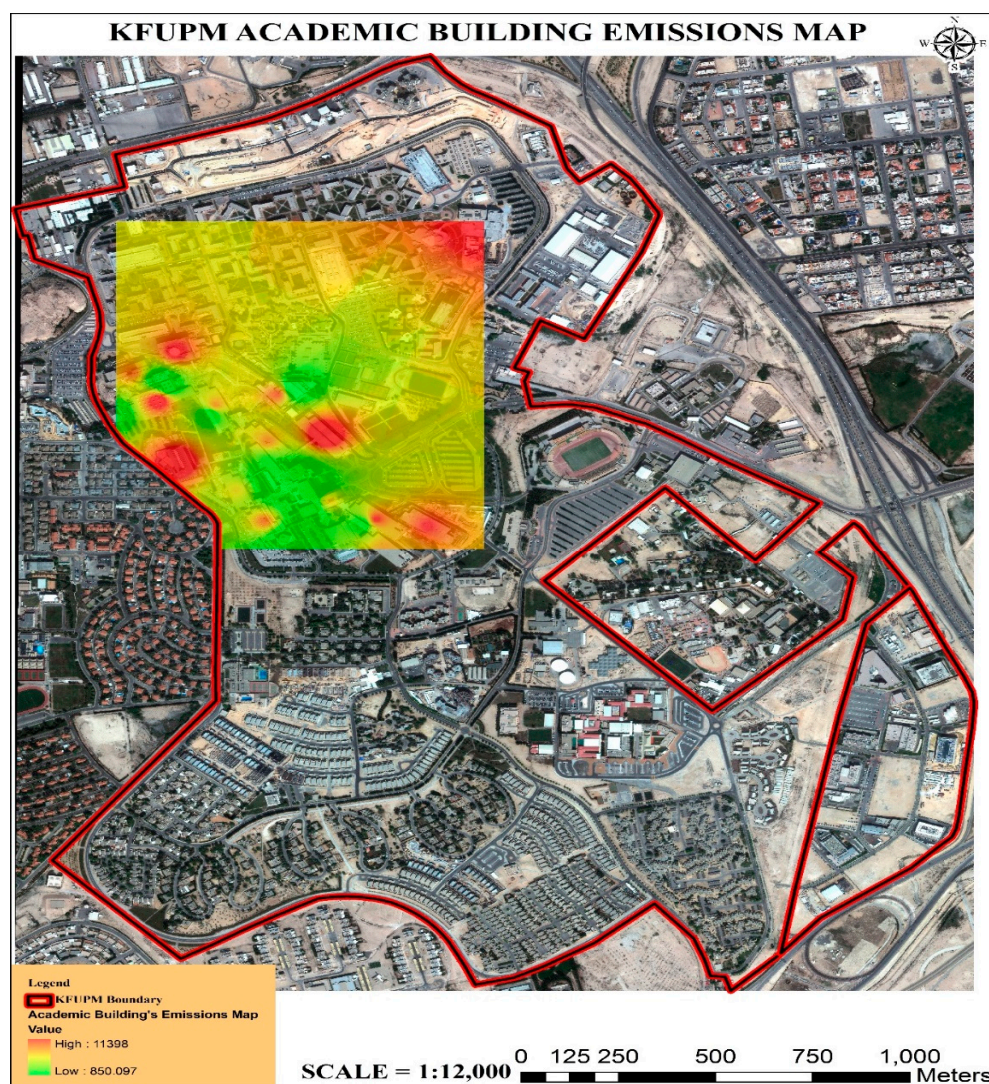 KFUPM ACADEMIC BUILDING EMISSIONS MAP
N
W E
S
Legend
KFUPM Boundary
Academic Building's Emissions Map
Value
High : 11398
Low : 850.097
SCALE = 1:12,000
0 125 250 500 750 1,000
Meters